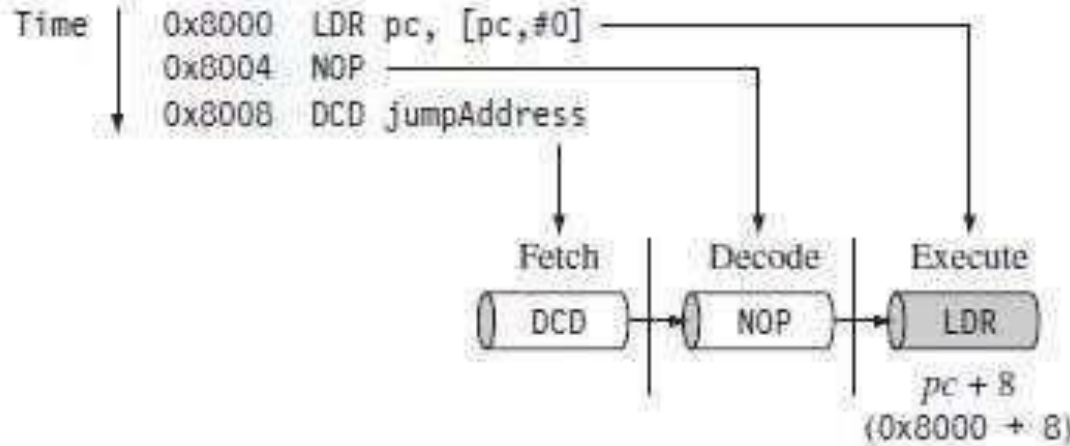 Time
0x8000 LDR pc, [pc,#0]
0x8004 NOP
0x8008 DCD jumpAddress
Fetch Decode Execute
DCD NOP LDR
pc + 8
(0x8000 + 8)